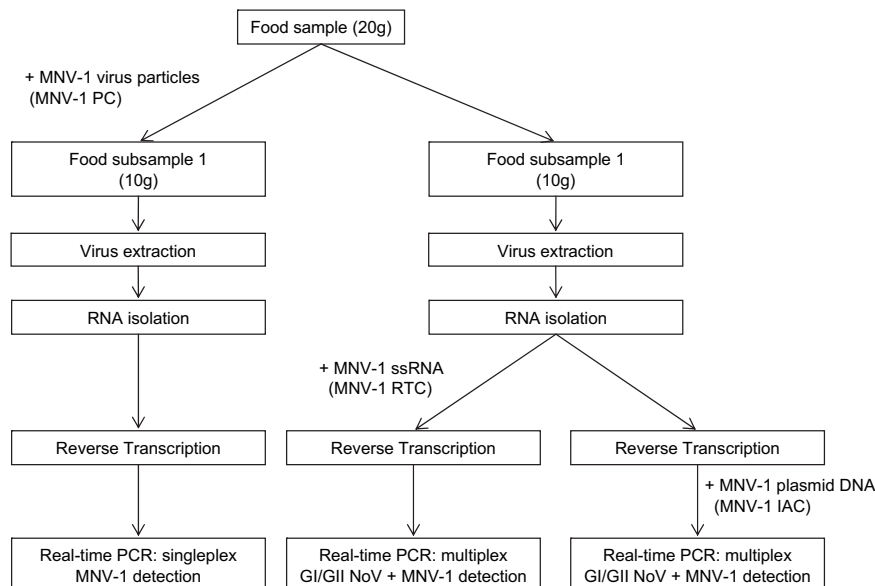 Food sample (20g)
+ MNV-1 virus particles
(MNV-1 PC)
Food subsample 1
(10g)
Food subsample 1
(10g)
Virus extraction
Virus extraction
RNA isolation
RNA isolation
+ MNV-1 ssRNA
(MNV-1 RTC)
Reverse Transcription
Reverse Transcription
Reverse Transcription
+ MNV-1 plasmid DNA
(MNV-1 IAC)
Real-time PCR: singleplex
MNV-1 detection
Real-time PCR: multiplex
GI/GII NoV + MNV-1 detection
Real-time PCR: multiplex
GI/GII NoV + MNV-1 detection